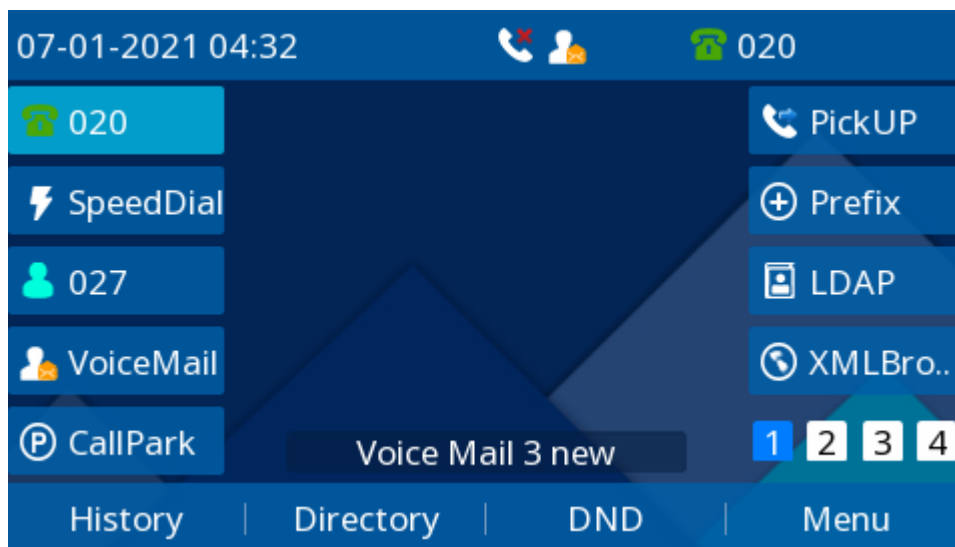 07-01-2021 04:32 020
020 PickUP
SpeedDial Prefix
027 LDAP
VoiceMail XMLBro..
P CallPark Voice Mail 3 new 1 2 3 4
History Directory DND Menu